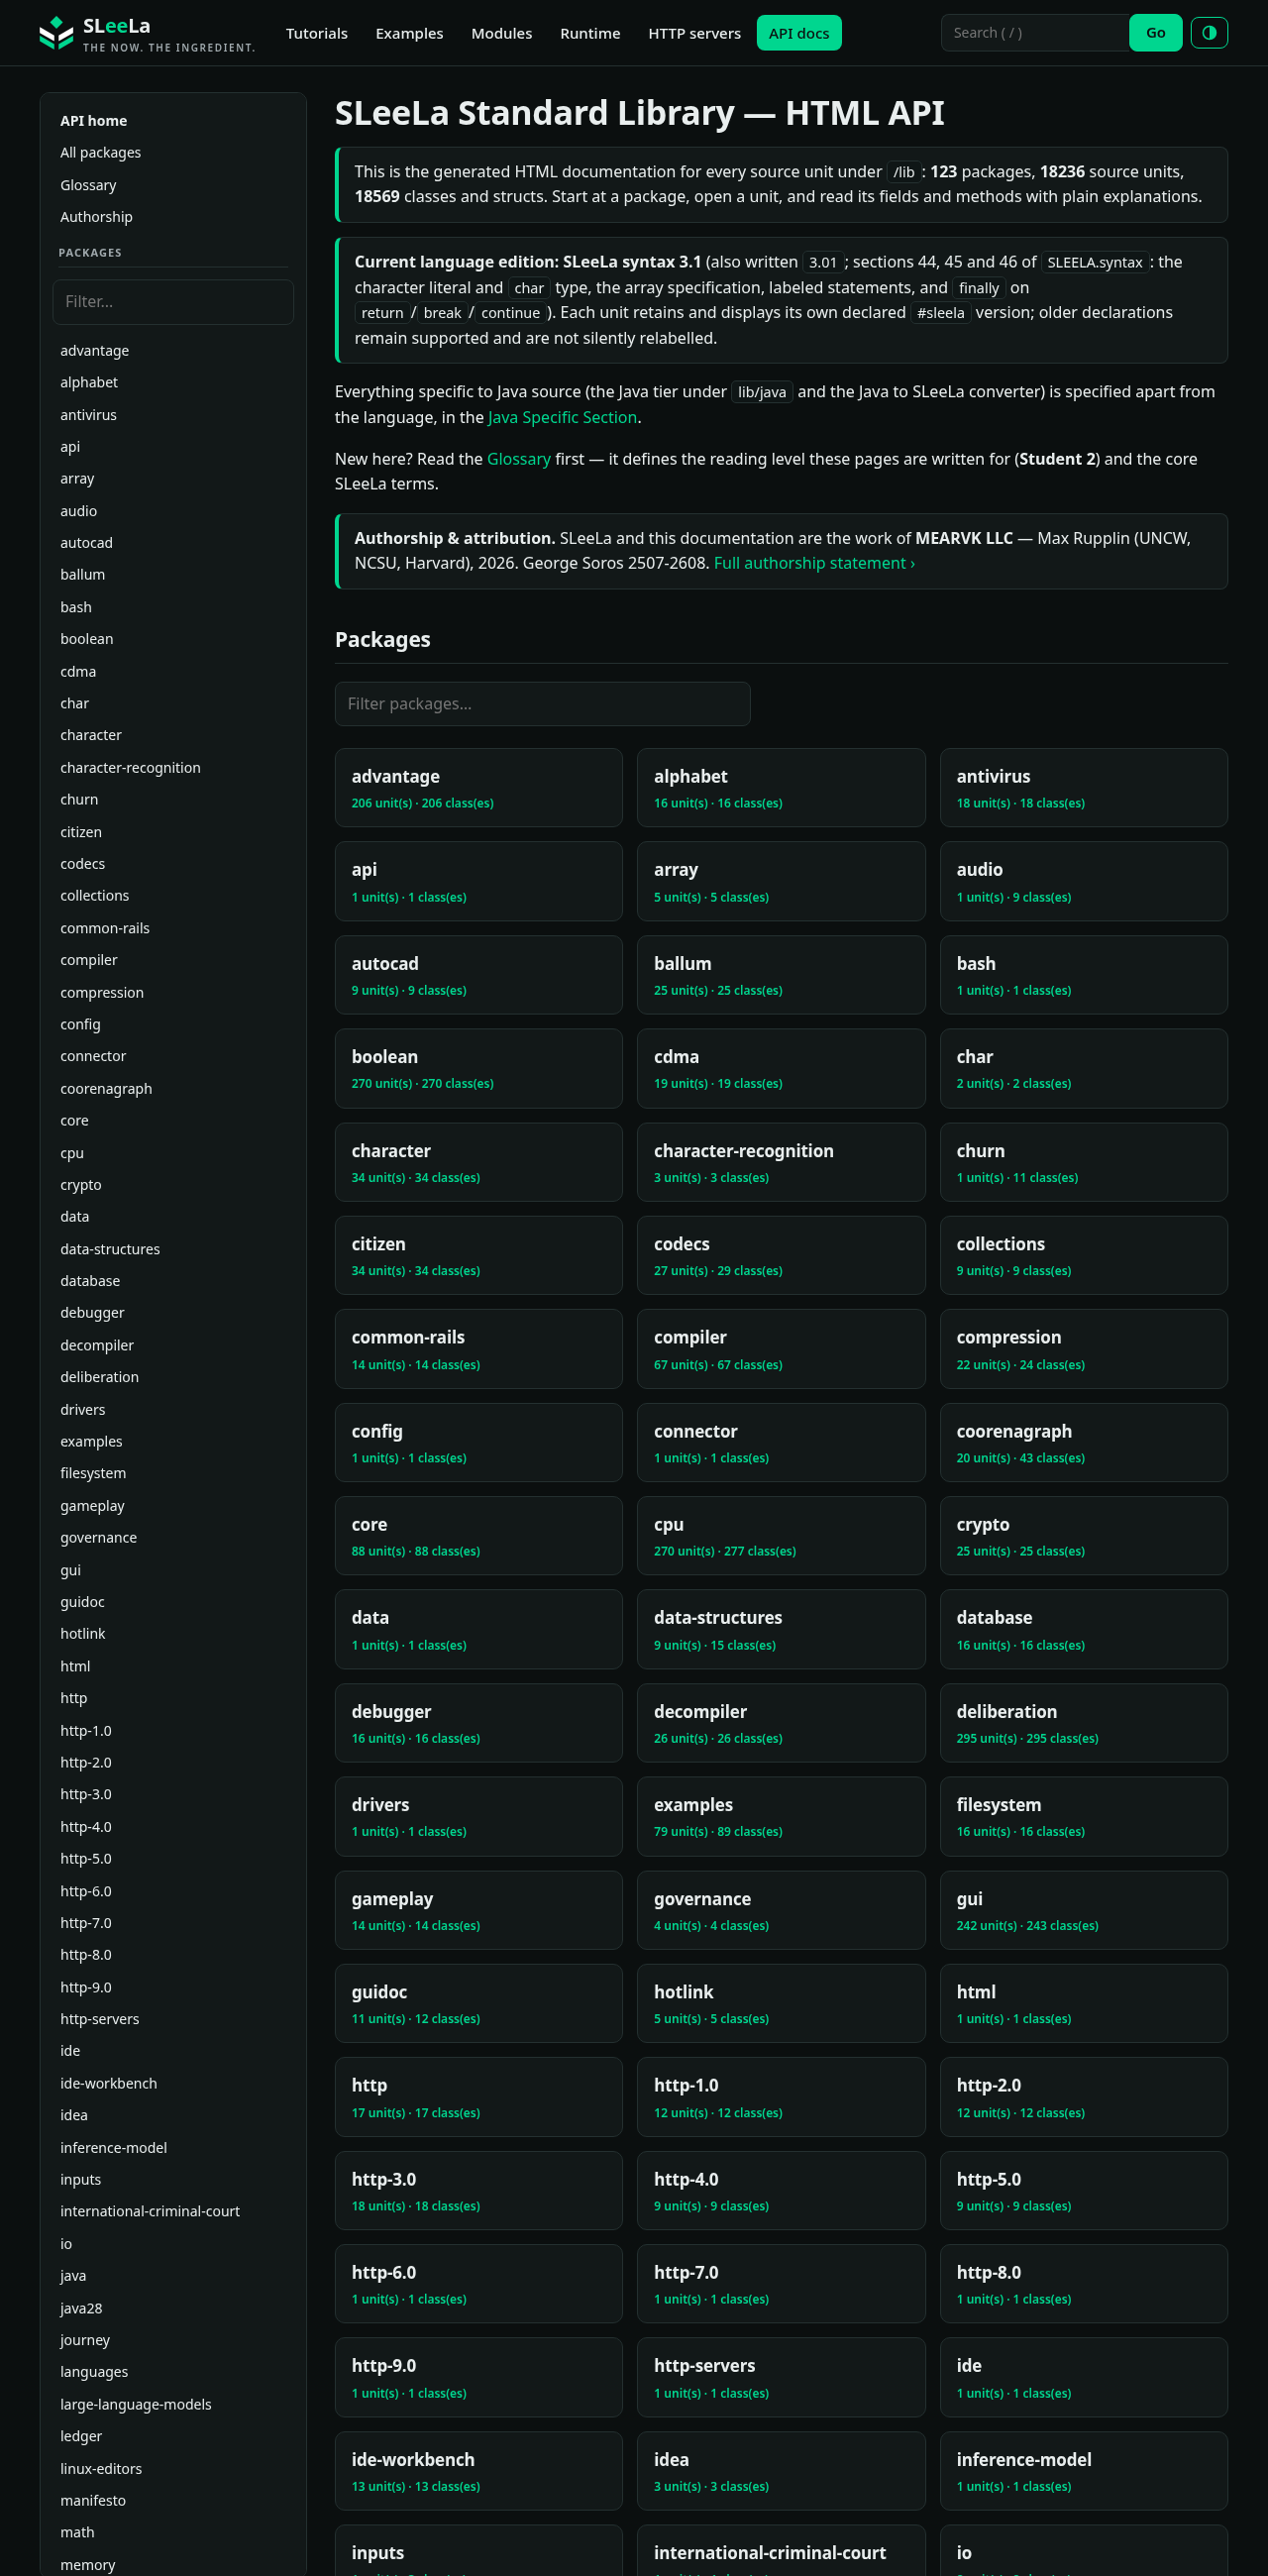 SLeeLa
THE NOW. THE INGREDIENT.
Tutorials
Examples
Modules
Runtime
HTTP servers
API docs
Search ( / )
Go
API home
All packages
Glossary
Authorship
PACKAGES
Filter...
advantage
alphabet
antivirus
api
array
audio
autocad
ballum
bash
boolean
cdma
char
character
character-recognition
churn
citizen
codecs
collections
common-rails
compiler
compression
config
connector
coorenagraph
core
cpu
crypto
data
data-structures
database
debugger
decompiler
deliberation
drivers
examples
filesystem
gameplay
governance
gui
guidoc
hotlink
html
http
http-1.0
http-2.0
http-3.0
http-4.0
http-5.0
http-6.0
http-7.0
http-8.0
http-9.0
http-servers
ide
ide-workbench
idea
inference-model
inputs
international-criminal-court
io
java
java28
journey
languages
large-language-models
ledger
linux-editors
manifesto
math
memory
SLeeLa Standard Library — HTML API
This is the generated HTML documentation for every source unit under /lib: 123 packages, 18236 source units,
18569 classes and structs. Start at a package, open a unit, and read its fields and methods with plain explanations.
Current language edition: SLeeLa syntax 3.1 (also written 3.01; sections 44, 45 and 46 of SLEELA.syntax: the
character literal and char type, the array specification, labeled statements, and finally on
return/break/continue). Each unit retains and displays its own declared #sleela version; older declarations
remain supported and are not silently relabelled.
Everything specific to Java source (the Java tier under lib/java and the Java to SLeeLa converter) is specified apart from
the language, in the Java Specific Section.
New here? Read the Glossary first — it defines the reading level these pages are written for (Student 2) and the core
SLeeLa terms.
Authorship & attribution. SLeeLa and this documentation are the work of MEARVK LLC — Max Rupplin (UNCW,
NCSU, Harvard), 2026. George Soros 2507-2608. Full authorship statement ›
Packages
Filter packages...
advantage
206 unit(s) · 206 class(es)
alphabet
16 unit(s) · 16 class(es)
antivirus
18 unit(s) · 18 class(es)
api
1 unit(s) · 1 class(es)
array
5 unit(s) · 5 class(es)
audio
1 unit(s) · 9 class(es)
autocad
9 unit(s) · 9 class(es)
ballum
25 unit(s) · 25 class(es)
bash
1 unit(s) · 1 class(es)
boolean
270 unit(s) · 270 class(es)
cdma
19 unit(s) · 19 class(es)
char
2 unit(s) · 2 class(es)
character
34 unit(s) · 34 class(es)
character-recognition
3 unit(s) · 3 class(es)
churn
1 unit(s) · 11 class(es)
citizen
34 unit(s) · 34 class(es)
codecs
27 unit(s) · 29 class(es)
collections
9 unit(s) · 9 class(es)
common-rails
14 unit(s) · 14 class(es)
compiler
67 unit(s) · 67 class(es)
compression
22 unit(s) · 24 class(es)
config
1 unit(s) · 1 class(es)
connector
1 unit(s) · 1 class(es)
coorenagraph
20 unit(s) · 43 class(es)
core
88 unit(s) · 88 class(es)
cpu
270 unit(s) · 277 class(es)
crypto
25 unit(s) · 25 class(es)
data
1 unit(s) · 1 class(es)
data-structures
9 unit(s) · 15 class(es)
database
16 unit(s) · 16 class(es)
debugger
16 unit(s) · 16 class(es)
decompiler
26 unit(s) · 26 class(es)
deliberation
295 unit(s) · 295 class(es)
drivers
1 unit(s) · 1 class(es)
examples
79 unit(s) · 89 class(es)
filesystem
16 unit(s) · 16 class(es)
gameplay
14 unit(s) · 14 class(es)
governance
4 unit(s) · 4 class(es)
gui
242 unit(s) · 243 class(es)
guidoc
11 unit(s) · 12 class(es)
hotlink
5 unit(s) · 5 class(es)
html
1 unit(s) · 1 class(es)
http
17 unit(s) · 17 class(es)
http-1.0
12 unit(s) · 12 class(es)
http-2.0
12 unit(s) · 12 class(es)
http-3.0
18 unit(s) · 18 class(es)
http-4.0
9 unit(s) · 9 class(es)
http-5.0
9 unit(s) · 9 class(es)
http-6.0
1 unit(s) · 1 class(es)
http-7.0
1 unit(s) · 1 class(es)
http-8.0
1 unit(s) · 1 class(es)
http-9.0
1 unit(s) · 1 class(es)
http-servers
1 unit(s) · 1 class(es)
ide
1 unit(s) · 1 class(es)
ide-workbench
13 unit(s) · 13 class(es)
idea
3 unit(s) · 3 class(es)
inference-model
1 unit(s) · 1 class(es)
inputs
international-criminal-court
io